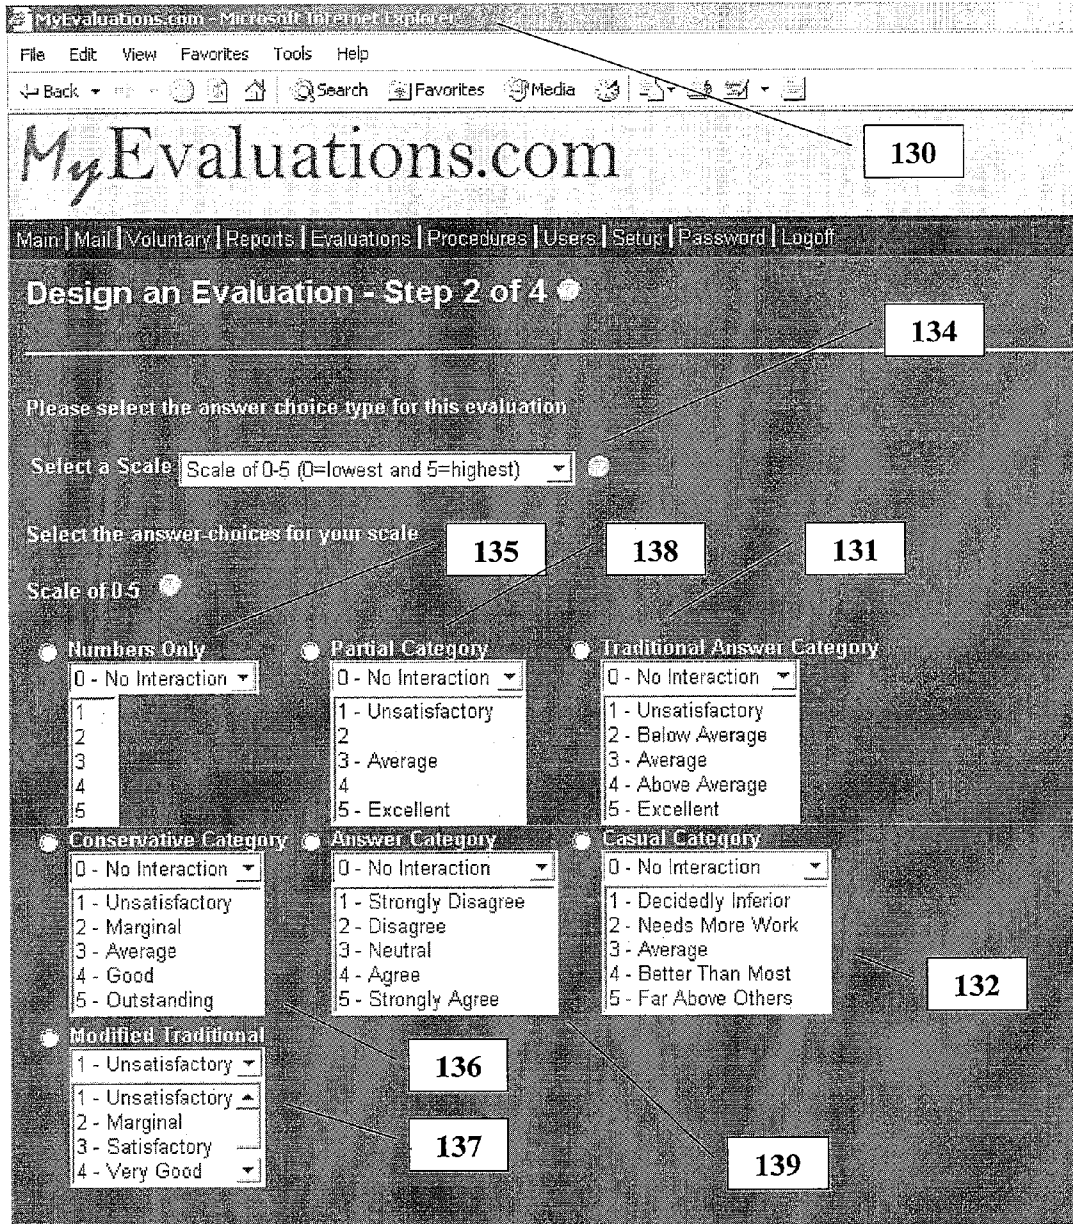 MyEvaluations.com - Microsoft Internet Explorer
File Edit View Favorites Tools Help
Back Search Favorites Media
MyEvaluations.com
130
Main | Mail | Voluntary | Reports | Evaluations | Procedures | Users | Setup | Password | Logoff
Design an Evaluation - Step 2 of 4
134
Please select the answer choice type for this evaluation
Select a Scale Scale of 0-5 (0=lowest and 5=highest)
Select the answer-choices for your scale
135 138 131
Scale of 0-5
Numbers Only
0 - No Interaction
1
2
3
4
5
Partial Category
0 - No Interaction
1 - Unsatisfactory
2
3 - Average
4
5 - Excellent
Traditional Answer Category
0 - No Interaction
1 - Unsatisfactory
2 - Below Average
3 - Average
4 - Above Average
5 - Excellent
Conservative Category
0 - No Interaction
1 - Unsatisfactory
2 - Marginal
3 - Average
4 - Good
5 - Outstanding
Answer Category
0 - No Interaction
1 - Strongly Disagree
2 - Disagree
3 - Neutral
4 - Agree
5 - Strongly Agree
Casual Category
0 - No Interaction
1 - Decidedly Inferior
2 - Needs More Work
3 - Average
4 - Better Than Most
5 - Far Above Others
132
Modified Traditional
1 - Unsatisfactory
1 - Unsatisfactory
2 - Marginal
3 - Satisfactory
4 - Very Good
136
137
139